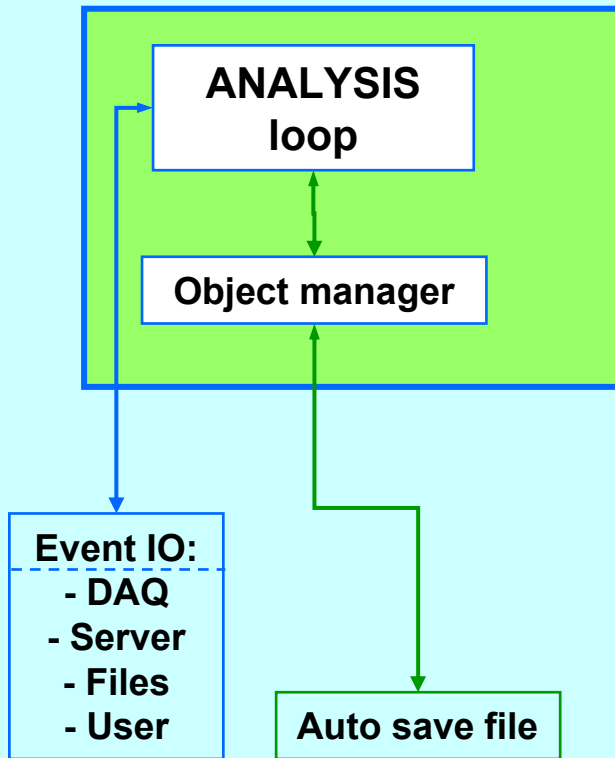 ANALYSIS
loop
Object manager
Event IO:
- DAQ
- Server
- Files
- User
Auto save file